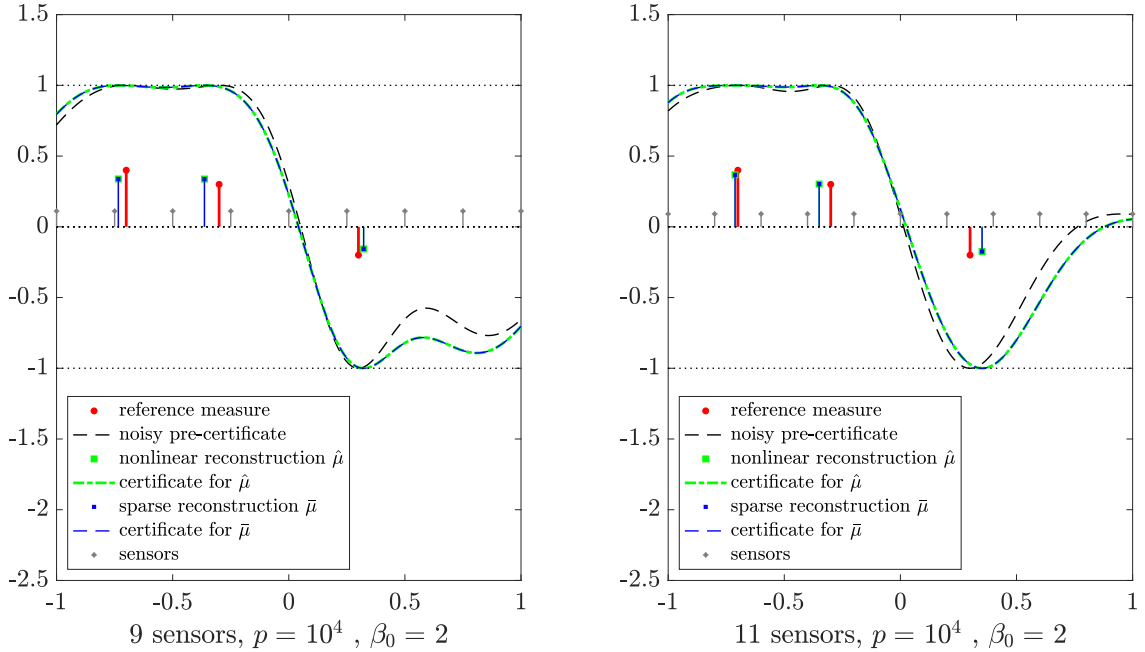 1.5
1
0.5
0
-0.5
-1
-1.5
-2
-2.5
-1 -0.5 0 0.5 1
reference measure
noisy pre-certificate
nonlinear reconstruction μ̂
certificate for μ̂
sparse reconstruction μ̄
certificate for μ̄
sensors
9 sensors, p = 10⁴ , β₀ = 2
1.5
1
0.5
0
-0.5
-1
-1.5
-2
-2.5
-1 -0.5 0 0.5 1
reference measure
noisy pre-certificate
nonlinear reconstruction μ̂
certificate for μ̂
sparse reconstruction μ̄
certificate for μ̄
sensors
11 sensors, p = 10⁴ , β₀ = 2